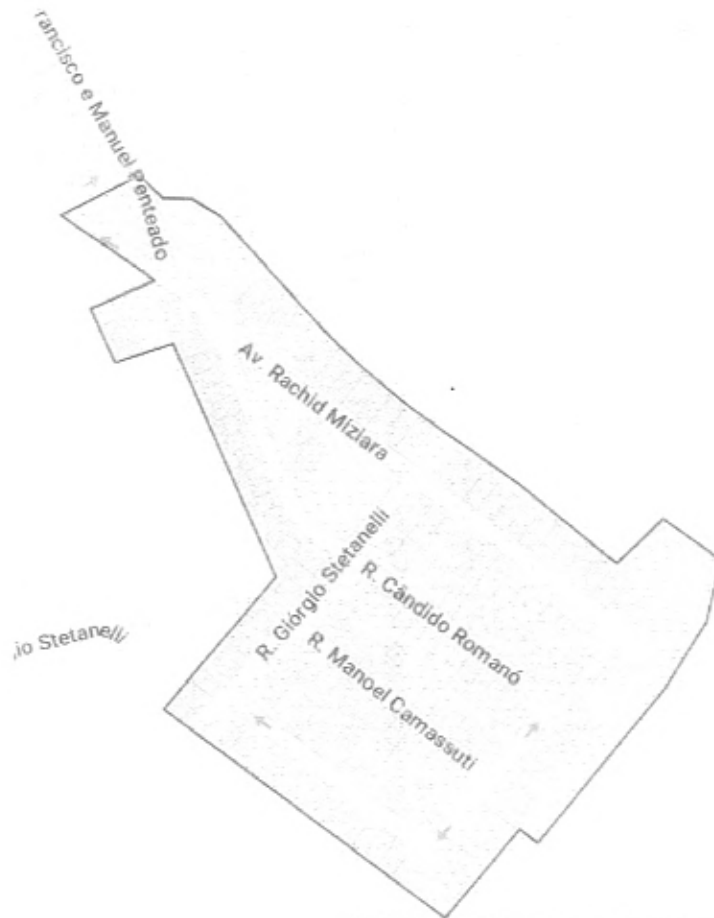 rancisco e Manuel Penteado
Av. Rachid Miziara
R. Giórgio Stetanelli
R. Cândido Romanó
R. Manoel Camassuti
io Stetanelli